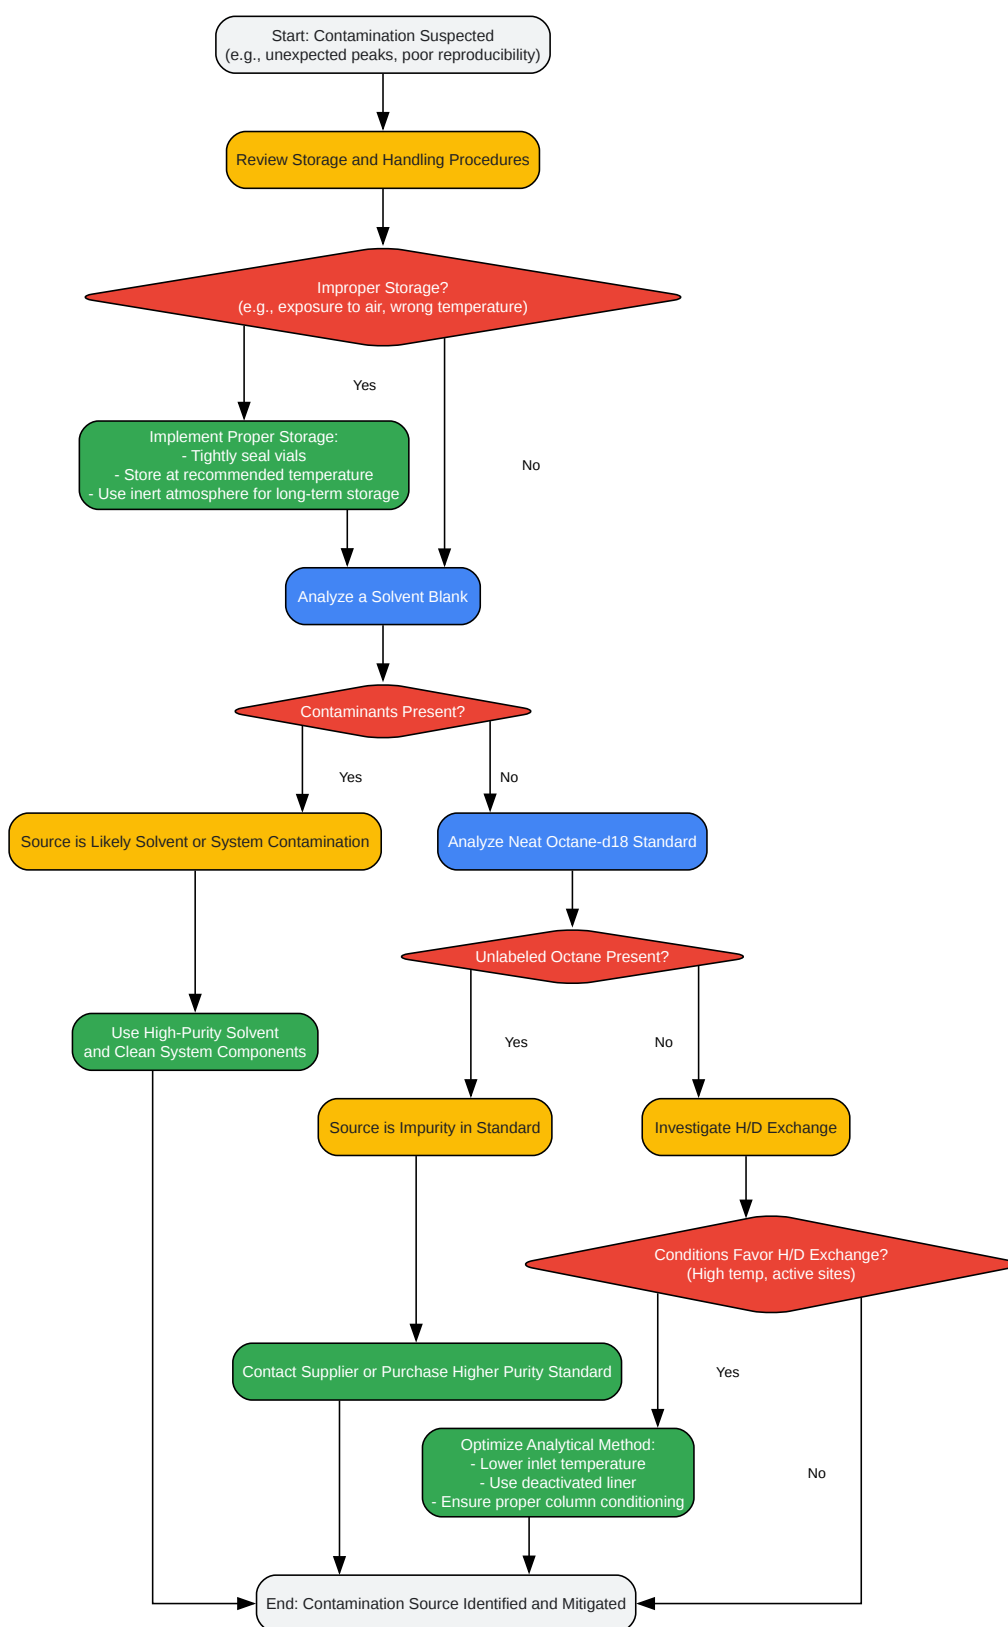 Start: Contamination Suspected
(e.g., unexpected peaks, poor reproducibility)
Review Storage and Handling Procedures
Improper Storage?
(e.g., exposure to air, wrong temperature)
Yes
Implement Proper Storage:
- Tightly seal vials
- Store at recommended temperature
- Use inert atmosphere for long-term storage
No
Analyze a Solvent Blank
Contaminants Present?
Yes
No
Source is Likely Solvent or System Contamination
Analyze Neat Octane-d18 Standard
Unlabeled Octane Present?
Use High-Purity Solvent
and Clean System Components
Yes
No
Source is Impurity in Standard
Investigate H/D Exchange
Conditions Favor H/D Exchange?
(High temp, active sites)
Contact Supplier or Purchase Higher Purity Standard
Yes
Optimize Analytical Method:
- Lower inlet temperature
- Use deactivated liner
- Ensure proper column conditioning
No
End: Contamination Source Identified and Mitigated